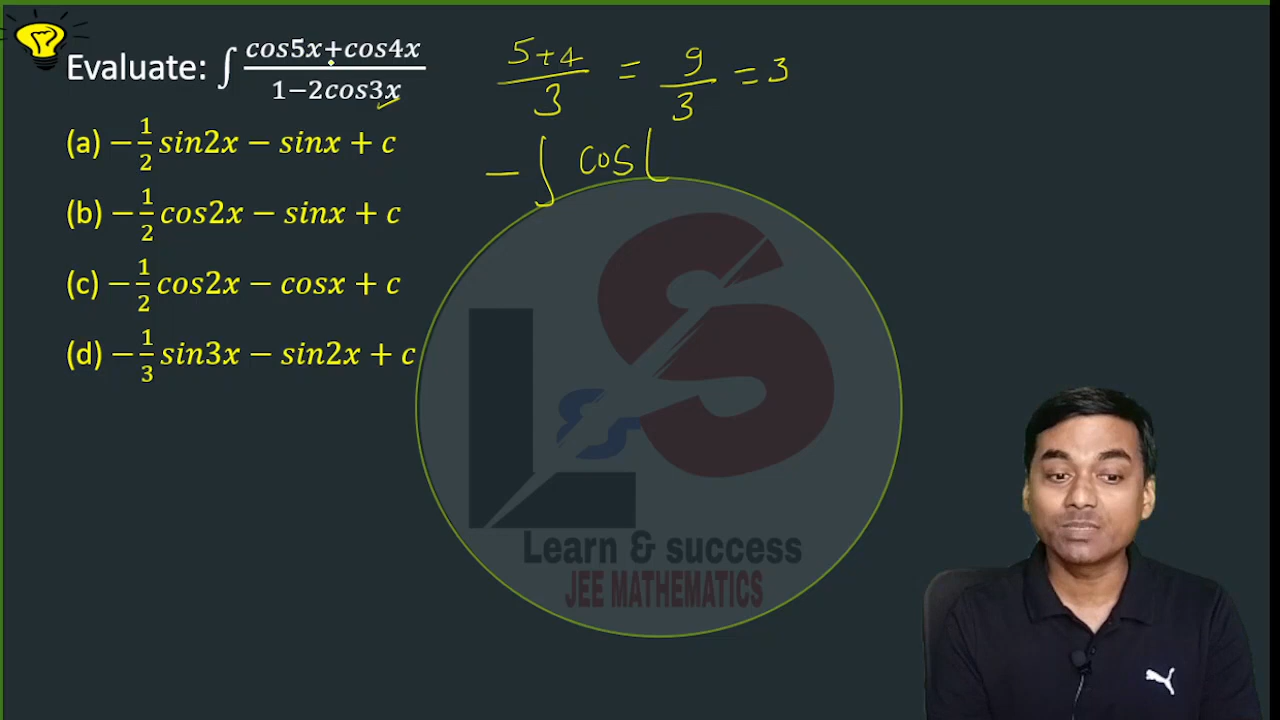 Evaluate: ∫ (cos5x+cos4x)/(1−2cos3x)
(5+4)/3 = 9/3 = 3
− ∫ cos(
(a) −1/2 sin2x − sinx + c
(b) −1/2 cos2x − sinx + c
(c) −1/2 cos2x − cosx + c
(d) −1/3 sin3x − sin2x + c
L&S
Learn & success
JEE MATHEMATICS